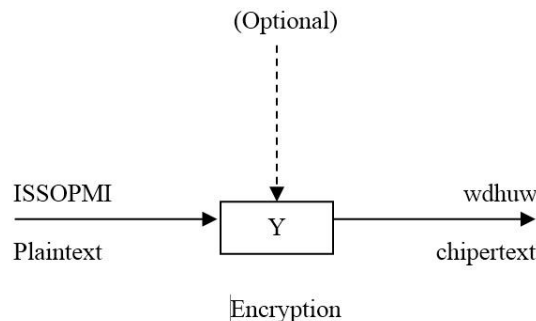 (Optional)
ISSOPMI
wdhuw
Y
Plaintext
chipertext
Encryption